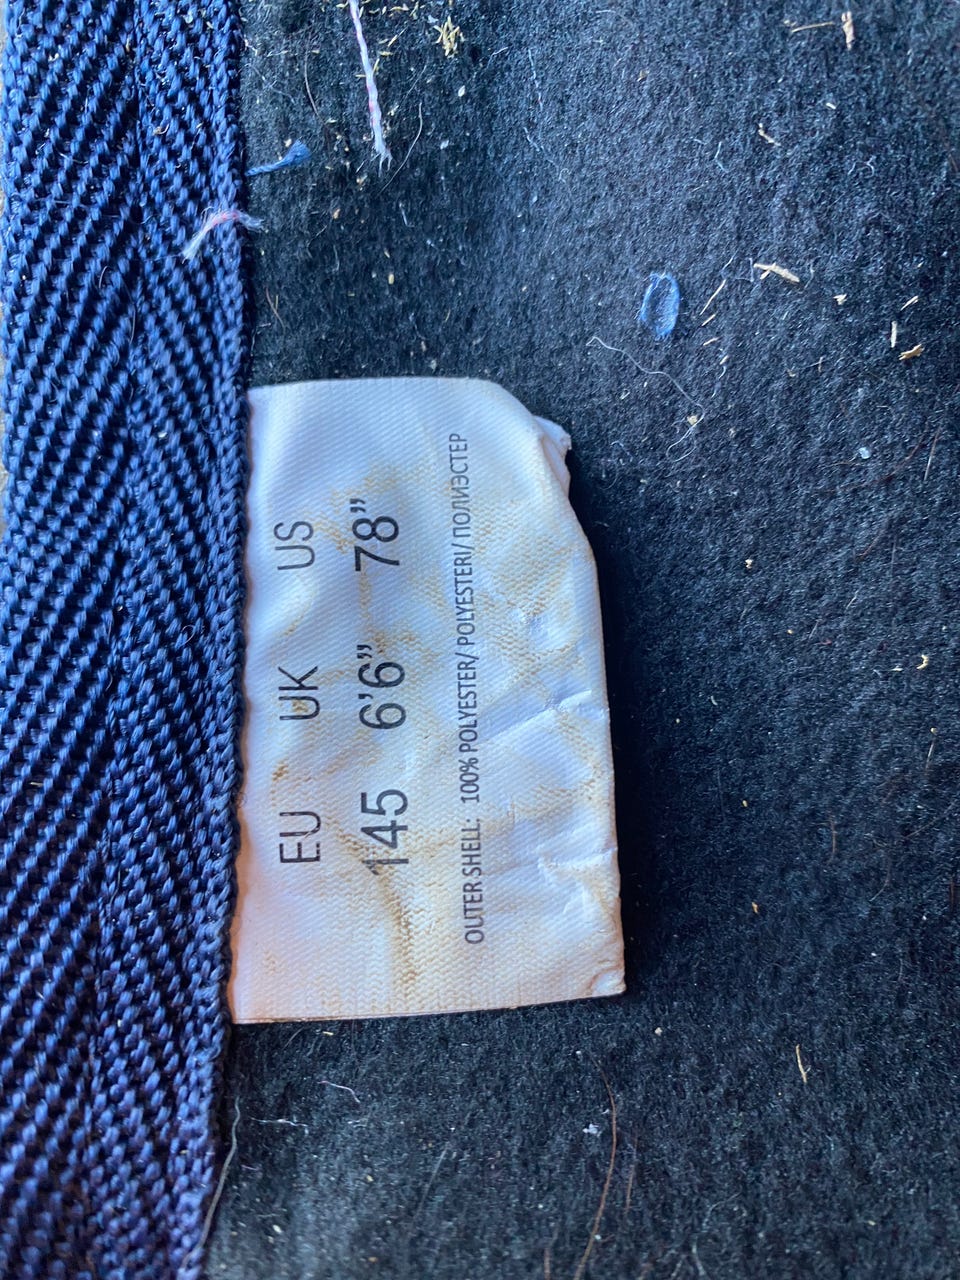 EU UK US
145 6'6" 78"
OUTER SHELL: 100% POLYESTER/ POLYESTERI/ ПОЛИЭСТЕР